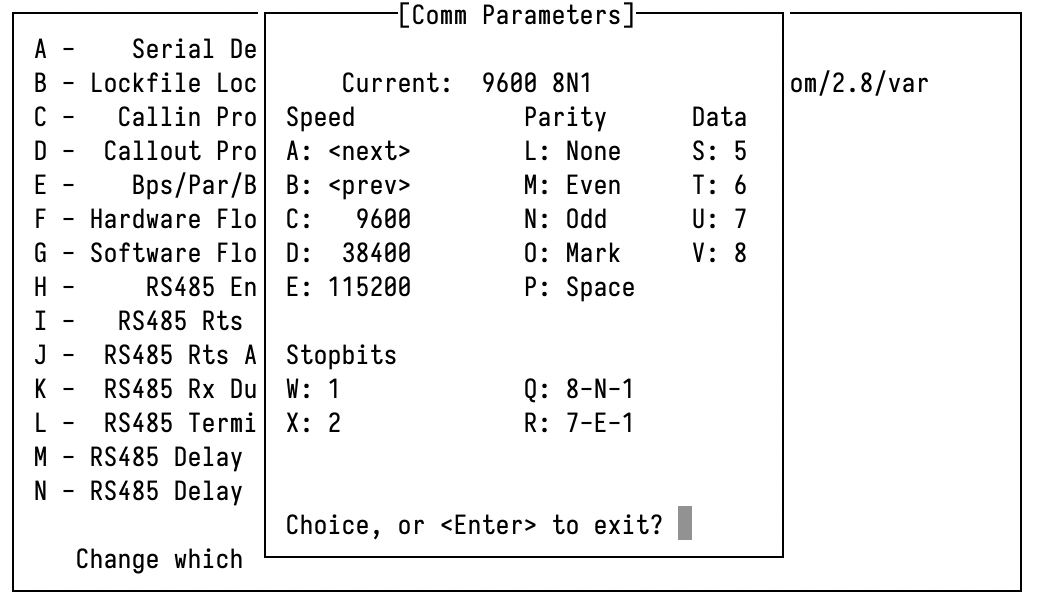 [Comm Parameters]
A -    Serial De
B - Lockfile Loc      Current:  9600 8N1              om/2.8/var
C -   Callin Pro  Speed            Parity      Data
D -  Callout Pro  A: <next>        L: None     S: 5
E -    Bps/Par/B  B: <prev>        M: Even     T: 6
F - Hardware Flo  C:   9600        N: Odd      U: 7
G - Software Flo  D:  38400        O: Mark     V: 8
H -     RS485 En  E: 115200        P: Space
I -   RS485 Rts
J -  RS485 Rts A  Stopbits
K -  RS485 Rx Du  W: 1             Q: 8-N-1
L -  RS485 Termi  X: 2             R: 7-E-1
M - RS485 Delay
N - RS485 Delay
Choice, or <Enter> to exit?
Change which